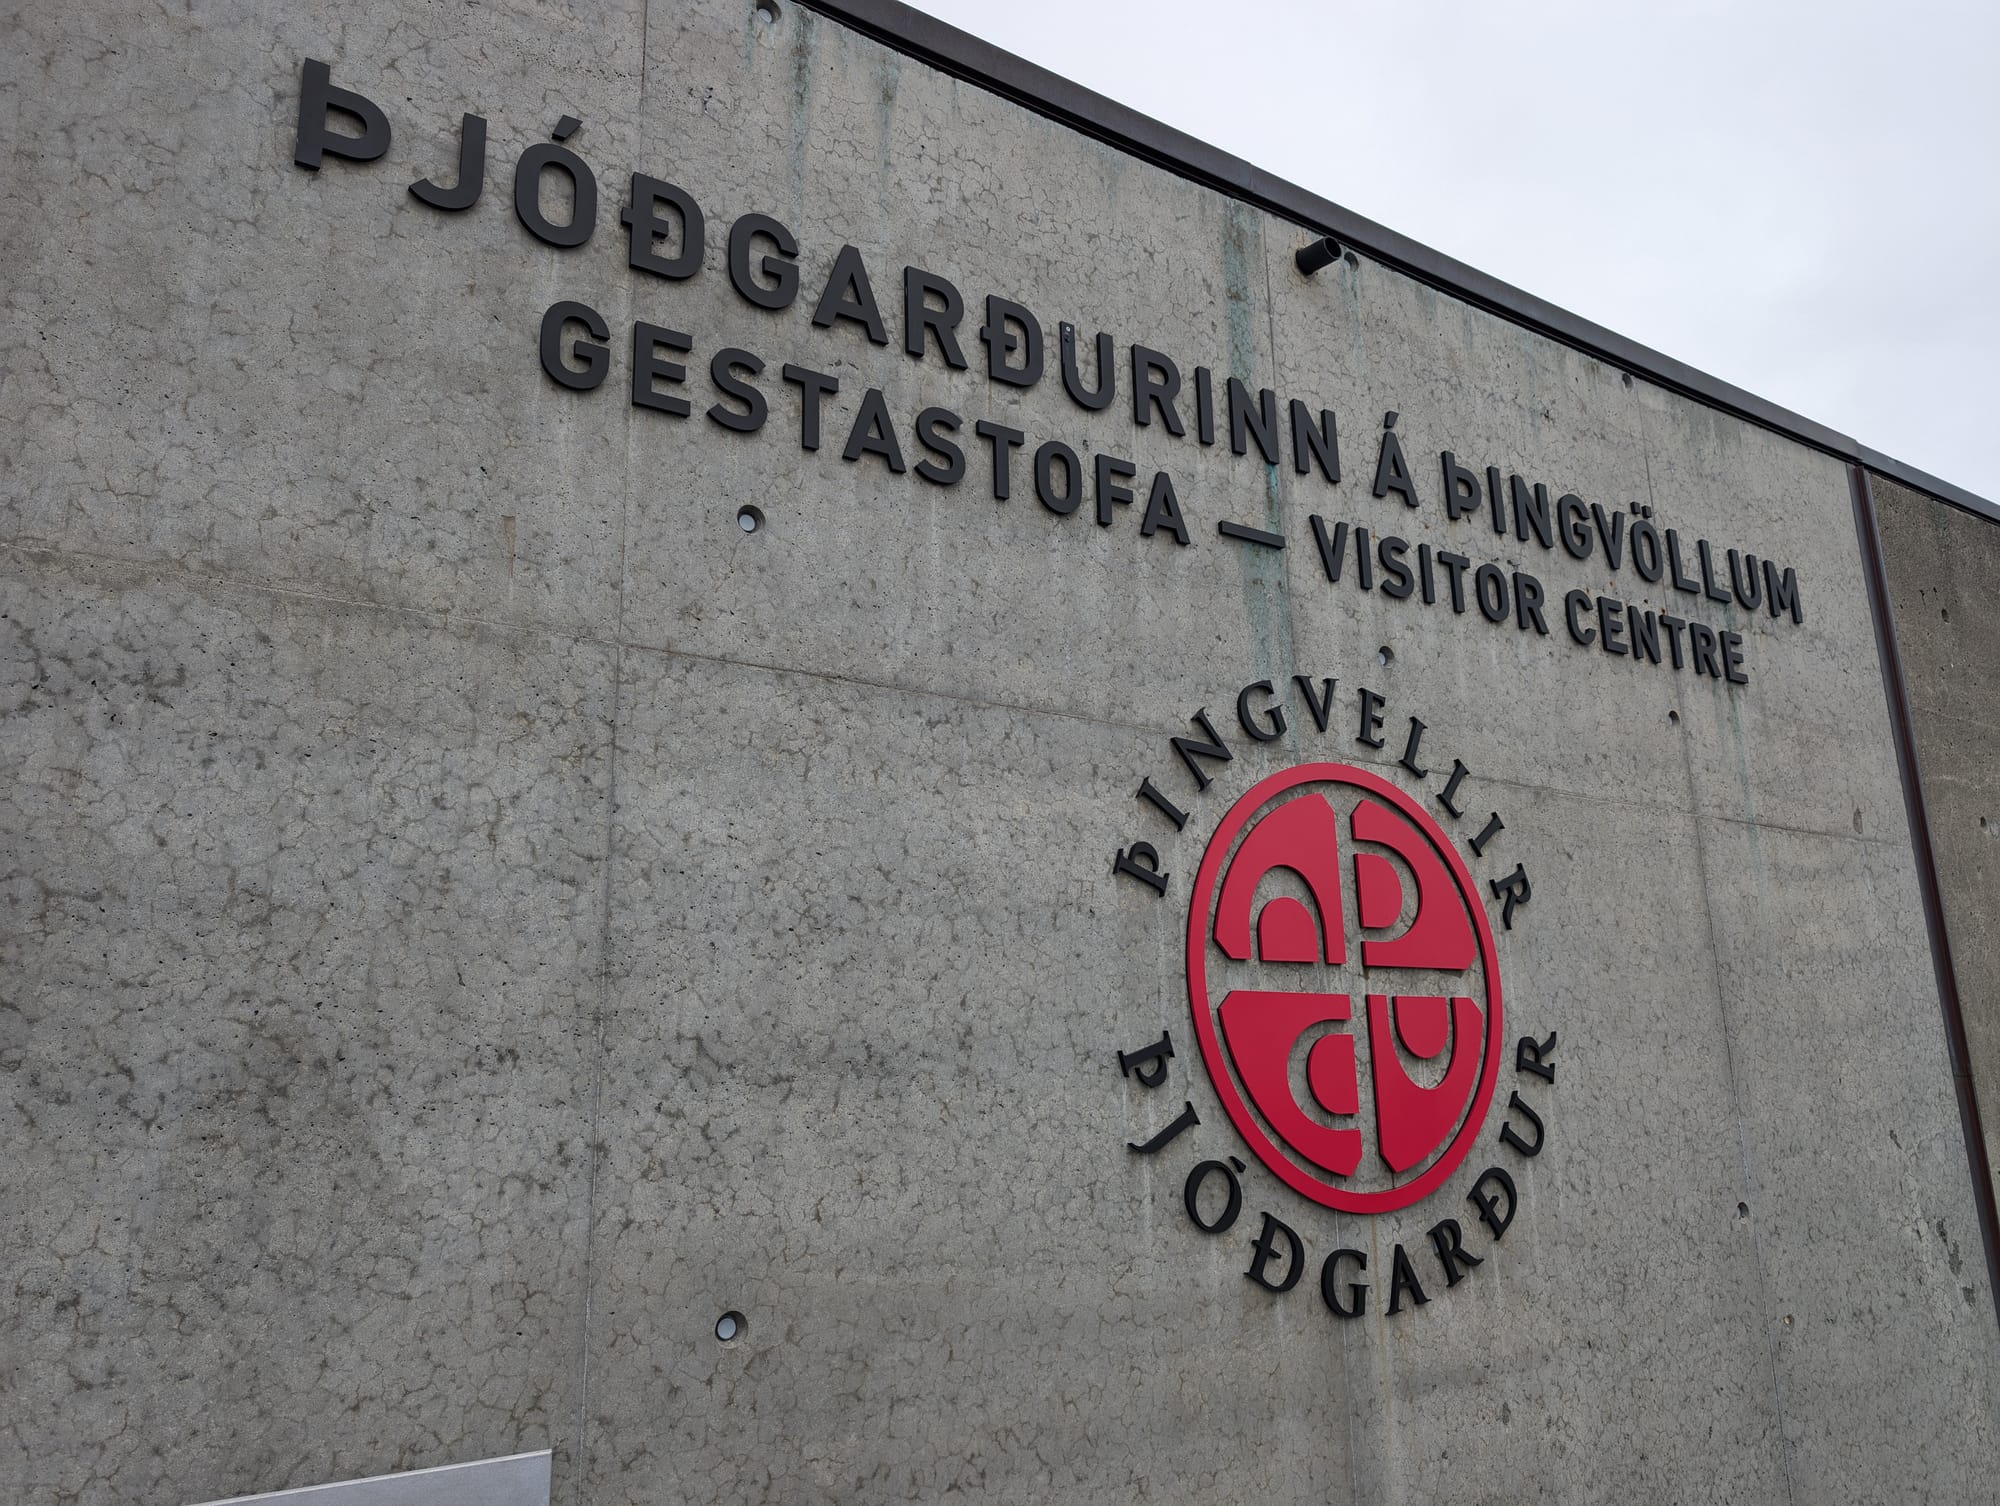 ÞJÓÐGARÐURINN Á ÞINGVÖLLUM
GESTASTOFA — VISITOR CENTRE
ÞINGVELLIR
ÞJÓÐGARÐUR